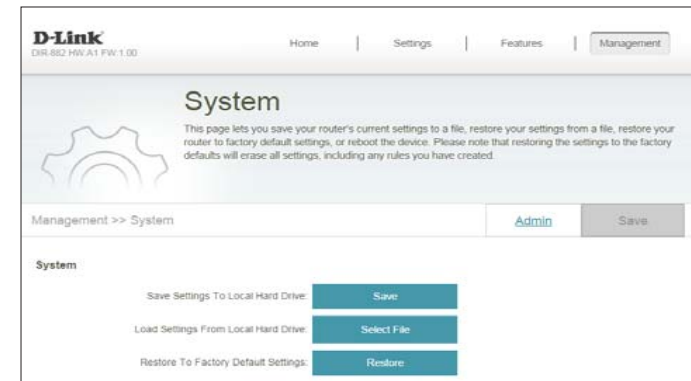 D-Link
DIR-882 HW:A1 FW:1.00
Home | Settings | Features | Management
System
This page lets you save your router's current settings to a file, restore your settings from a file, restore your
router to factory default settings, or reboot the device. Please note that restoring the settings to the factory
defaults will erase all settings, including any rules you have created.
Management >> System
Admin
Save
System
Save Settings To Local Hard Drive: Save
Load Settings From Local Hard Drive: Select File
Restore To Factory Default Settings: Restore